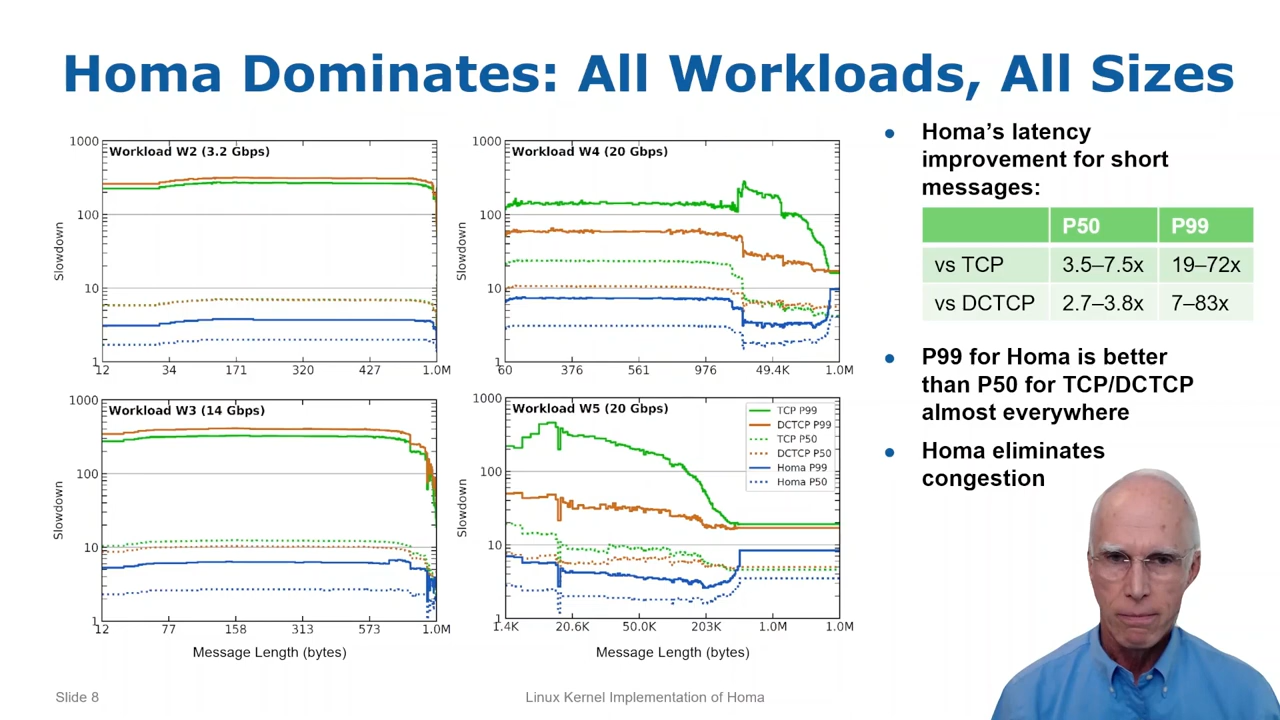 Homa Dominates: All Workloads, All Sizes
1000
Workload W2 (3.2 Gbps)
100
10
1
Slowdown
12 34 171 320 427 1.0M
1000
Workload W4 (20 Gbps)
100
10
1
Slowdown
60 376 561 976 49.4K 1.0M
1000
Workload W3 (14 Gbps)
100
10
1
Slowdown
12 77 158 313 573 1.0M
Message Length (bytes)
1000
Workload W5 (20 Gbps)
100
10
1
Slowdown
TCP P99
DCTCP P99
TCP P50
DCTCP P50
Homa P99
Homa P50
1.4K 20.6K 50.0K 203K 1.0M 1.0M
Message Length (bytes)
• Homa’s latency
improvement for short
messages:
P50 P99
vs TCP 3.5–7.5x 19–72x
vs DCTCP 2.7–3.8x 7–83x
• P99 for Homa is better
than P50 for TCP/DCTCP
almost everywhere
• Homa eliminates
congestion
Slide 8
Linux Kernel Implementation of Homa